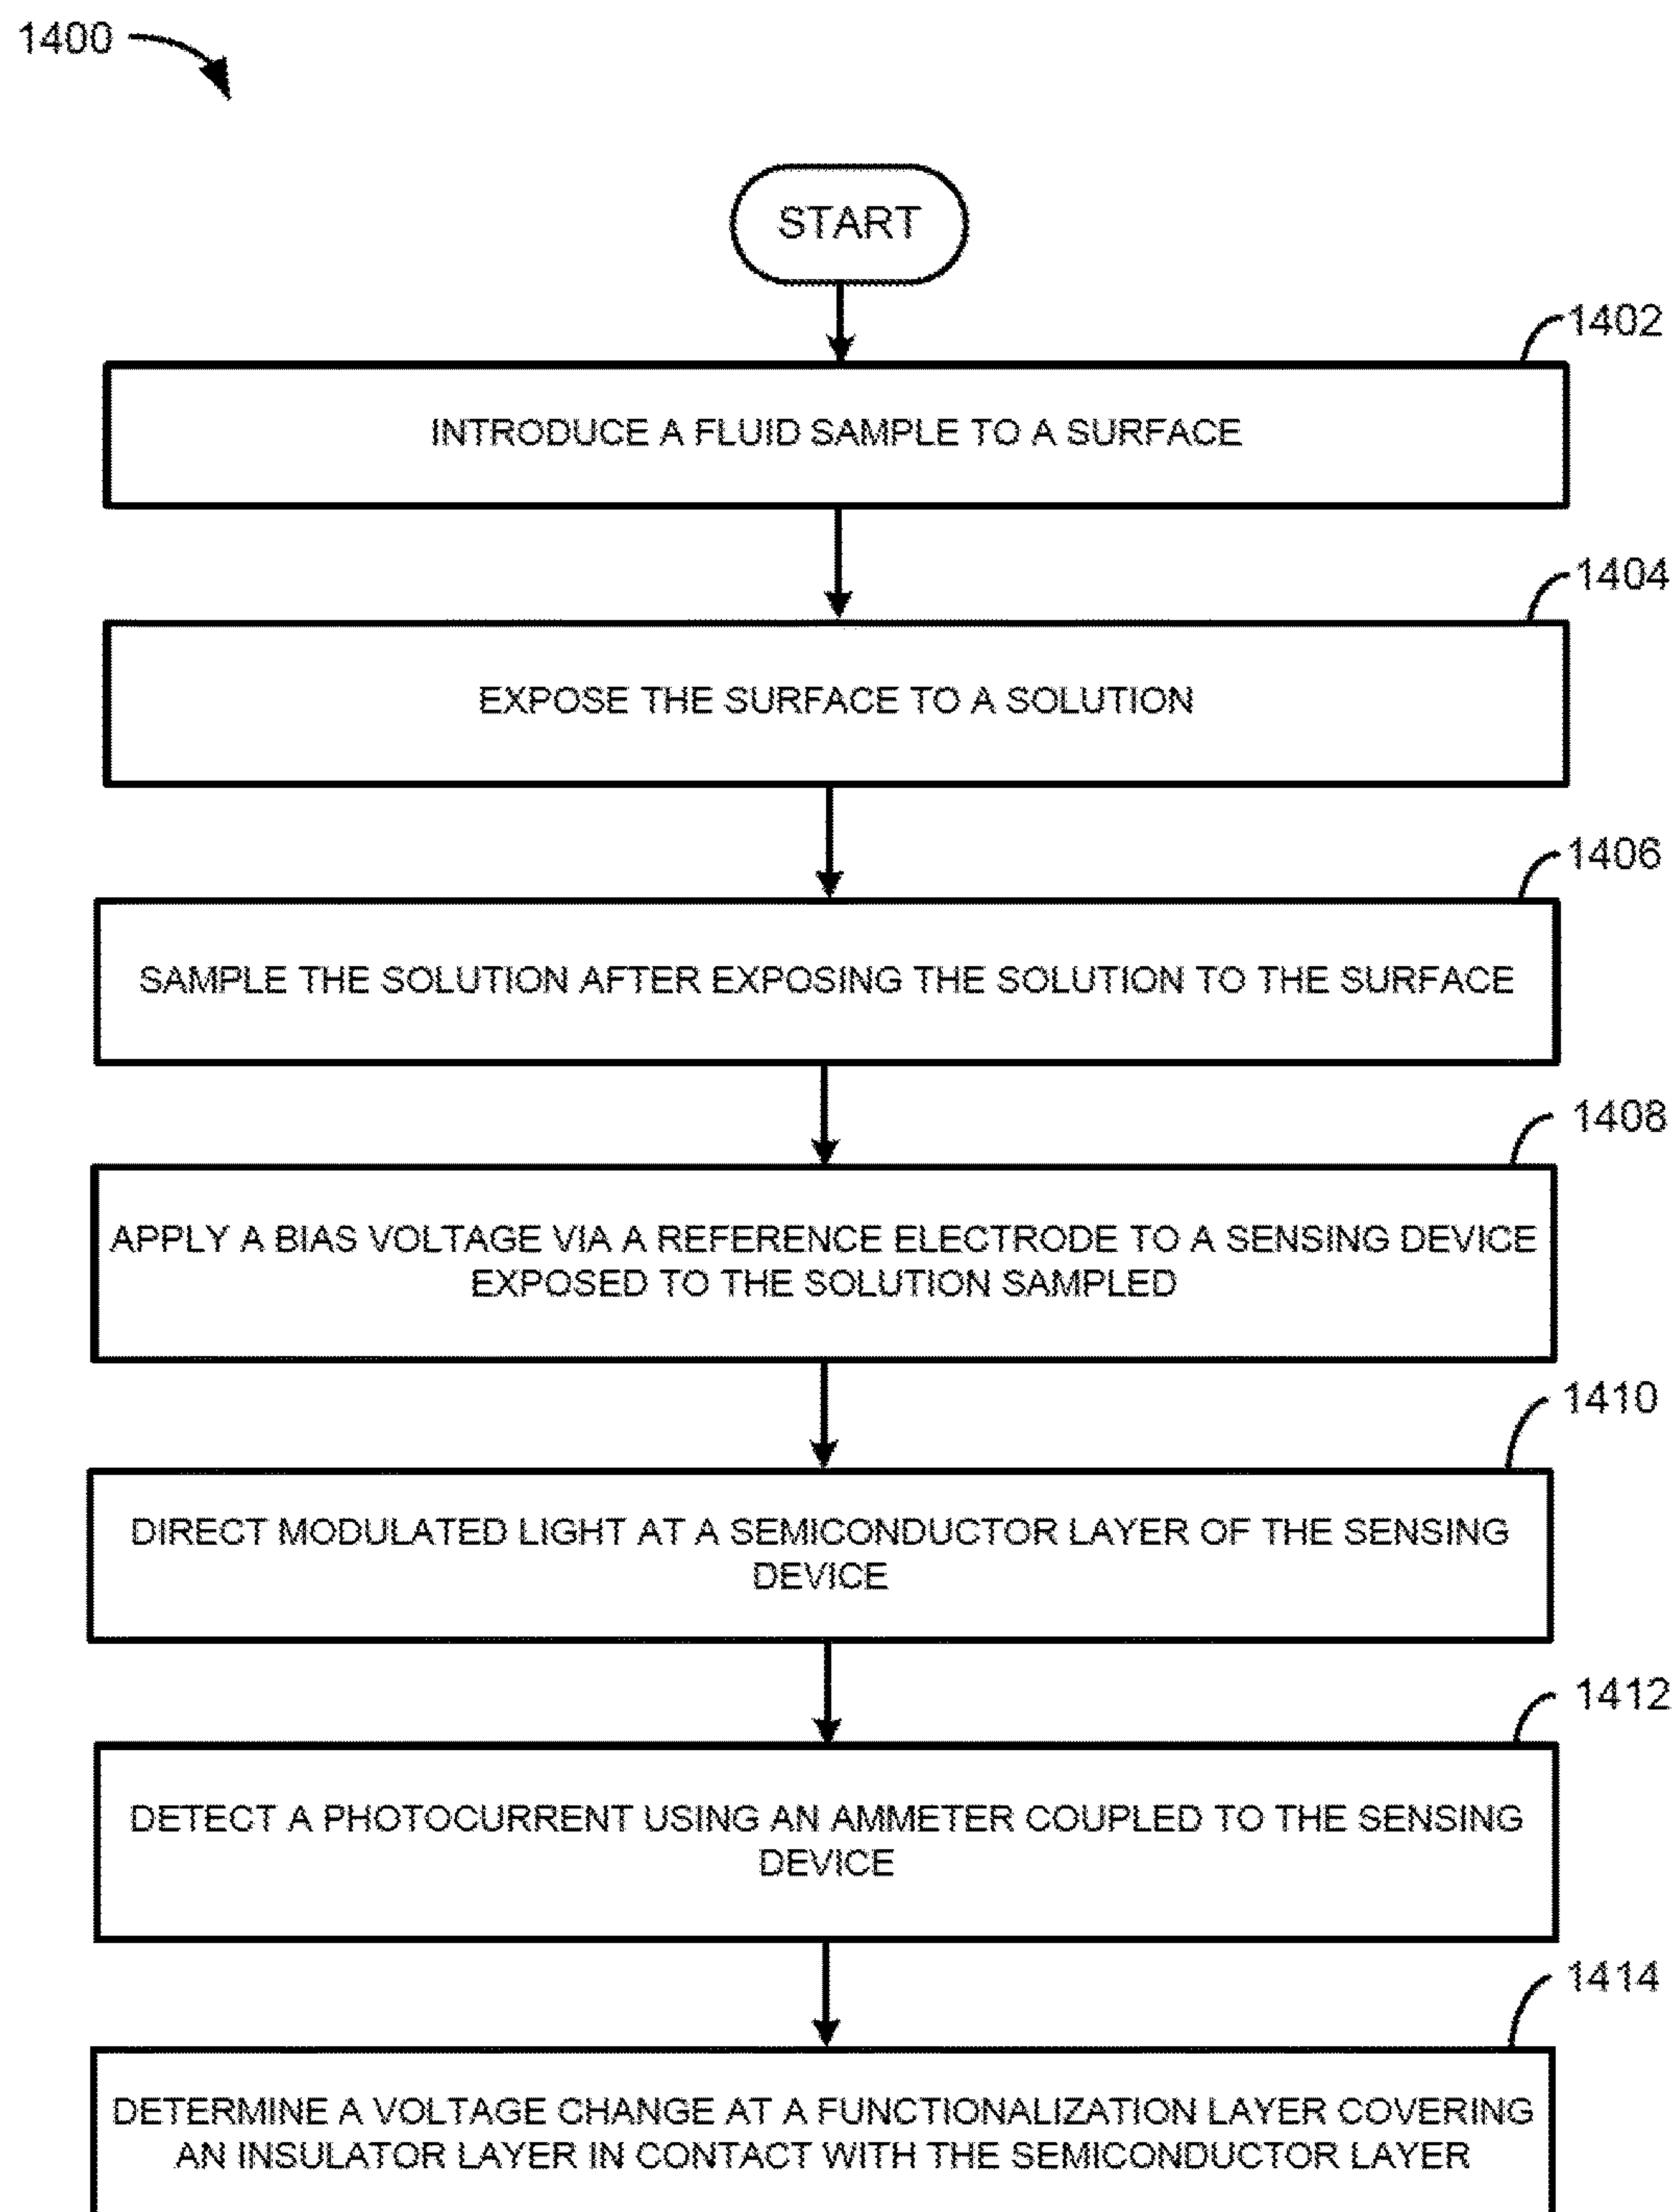 1400
START
1402
INTRODUCE A FLUID SAMPLE TO A SURFACE
1404
EXPOSE THE SURFACE TO A SOLUTION
1406
SAMPLE THE SOLUTION AFTER EXPOSING THE SOLUTION TO THE SURFACE
1408
APPLY A BIAS VOLTAGE VIA A REFERENCE ELECTRODE TO A SENSING DEVICE
EXPOSED TO THE SOLUTION SAMPLED
1410
DIRECT MODULATED LIGHT AT A SEMICONDUCTOR LAYER OF THE SENSING
DEVICE
1412
DETECT A PHOTOCURRENT USING AN AMMETER COUPLED TO THE SENSING
DEVICE
1414
DETERMINE A VOLTAGE CHANGE AT A FUNCTIONALIZATION LAYER COVERING
AN INSULATOR LAYER IN CONTACT WITH THE SEMICONDUCTOR LAYER